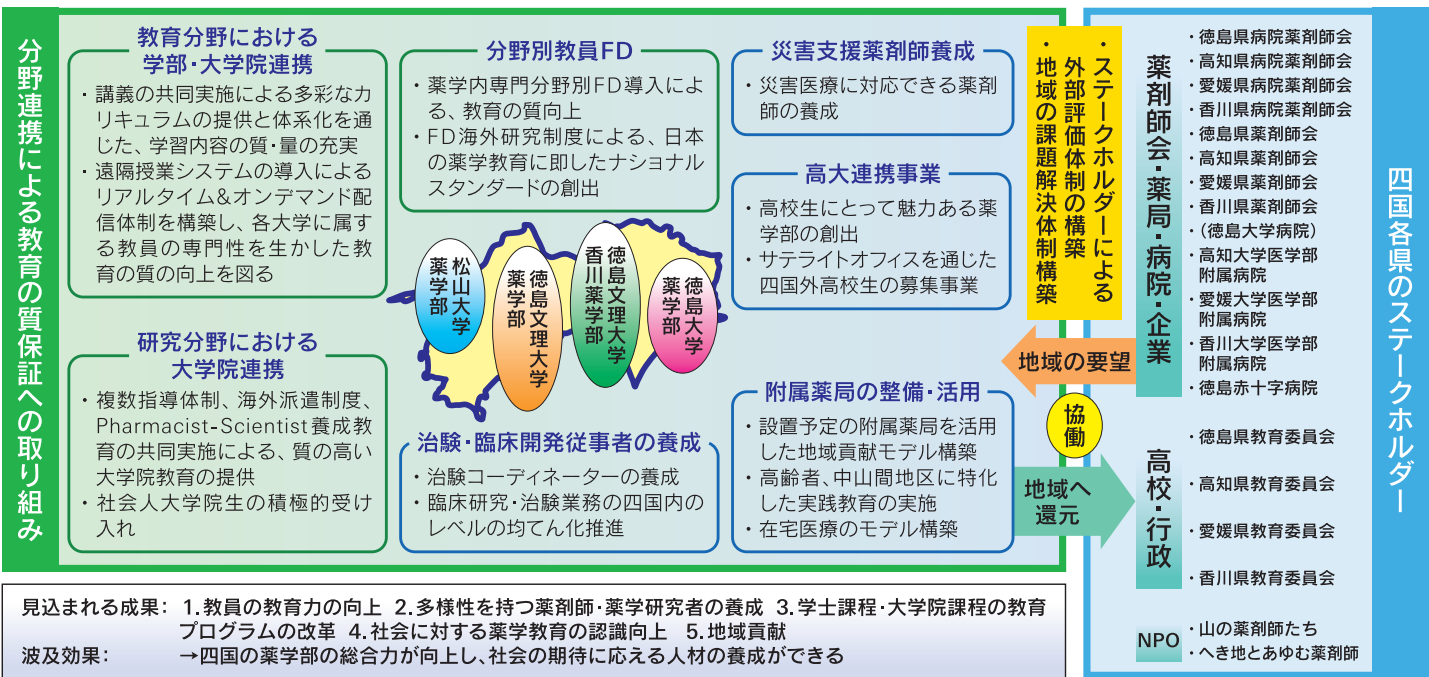 分野連携による教育の質保証への取り組み
教育分野における
学部・大学院連携
・講義の共同実施による多彩なカ
リキュラムの提供と体系化を通
じた、学習内容の質・量の充実
・遠隔授業システムの導入による
リアルタイム&オンデマンド配
信体制を構築し、各大学に属す
る教員の専門性を生かした教
育の質の向上を図る
研究分野における
大学院連携
・複数指導体制、海外派遣制度、
Pharmacist-Scientist養成教
育の共同実施による、質の高い
大学院教育の提供
・社会人大学院生の積極的受け
入れ
分野別教員FD
・薬学内専門分野別FD導入によ
る、教育の質向上
・FD海外研究制度による、日本
の薬学教育に即したナショナル
スタンダードの創出
松山大学
薬学部
徳島文理大学
薬学部
徳島文理大学
香川薬学部
徳島大学
薬学部
治験・臨床開発従事者の養成
・治験コーディネーターの養成
・臨床研究・治験業務の四国内の
レベルの均てん化推進
災害支援薬剤師養成
・災害医療に対応できる薬剤
師の養成
高大連携事業
・高校生にとって魅力ある薬
学部の創出
・サテライトオフィスを通じた
四国外高校生の募集事業
附属薬局の整備・活用
・設置予定の附属薬局を活用
した地域貢献モデル構築
・高齢者、中山間地区に特化
した実践教育の実施
・在宅医療のモデル構築
・ステークホルダーによる
外部評価体制の構築
・地域の課題解決体制構築
地域の要望
協働
地域へ
還元
薬剤師会・薬局・病院・企業
・徳島県病院薬剤師会
・高知県病院薬剤師会
・愛媛県病院薬剤師会
・香川県病院薬剤師会
・徳島県薬剤師会
・高知県薬剤師会
・愛媛県薬剤師会
・香川県薬剤師会
・(徳島大学病院)
・高知大学医学部
附属病院
・愛媛大学医学部
附属病院
・香川大学医学部
附属病院
・徳島赤十字病院
高校・行政
・徳島県教育委員会
・高知県教育委員会
・愛媛県教育委員会
・香川県教育委員会
NPO
・山の薬剤師たち
・へき地とあゆむ薬剤師
四国各県のステークホルダー
見込まれる成果: 1.教員の教育力の向上 2.多様性を持つ薬剤師・薬学研究者の養成 3.学士課程・大学院課程の教育
プログラムの改革 4.社会に対する薬学教育の認識向上 5.地域貢献
波及効果: →四国の薬学部の総合力が向上し、社会の期待に応える人材の養成ができる